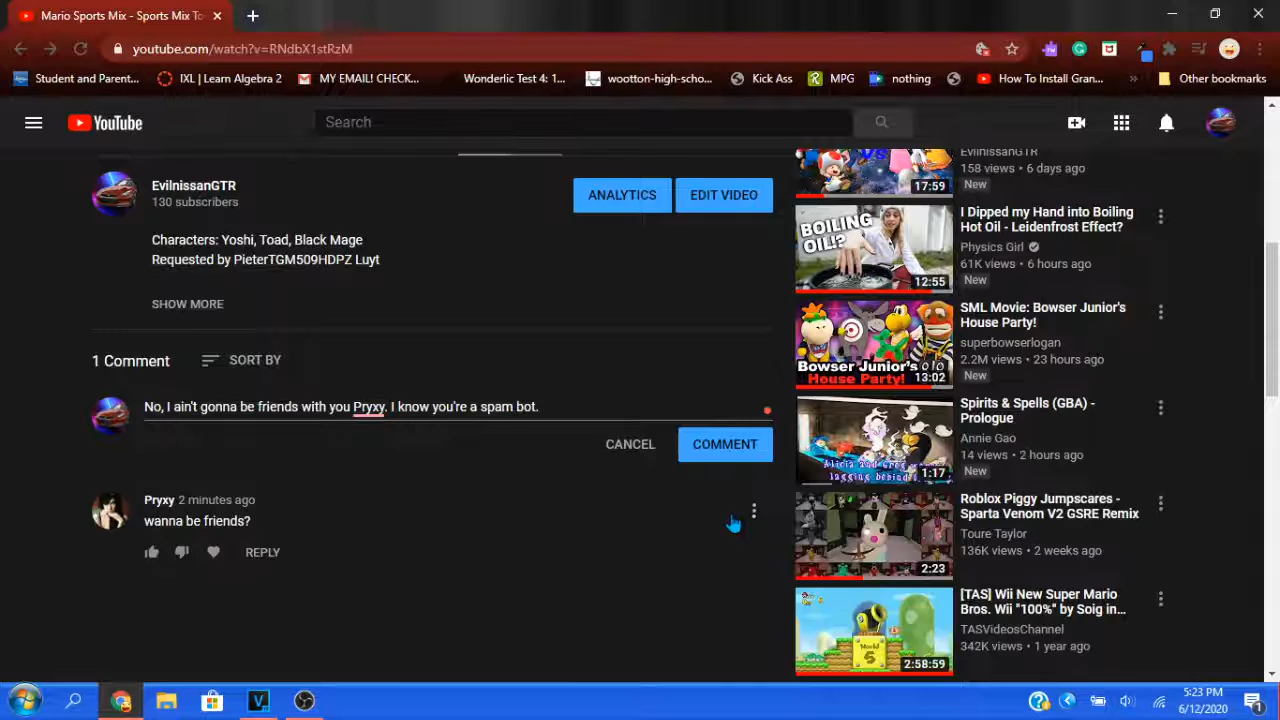 Mario Sports Mix - Sports Mix To
youtube.com/watch?v=RNdbX1stRzM
Student and Parent...
IXL | Learn Algebra 2
MY EMAIL! CHECK...
Wonderlic Test 4: 1...
wootton-high-scho...
Kick Ass
MPG
nothing
How To Install Gran...
»
Other bookmarks
YouTube
Search
EvilnissanGTR
130 subscribers
ANALYTICS
EDIT VIDEO
Characters: Yoshi, Toad, Black Mage
Requested by PieterTGM509HDPZ Luyt
SHOW MORE
1 Comment
SORT BY
No, I ain't gonna be friends with you Pryxy. I know you're a spam bot.
CANCEL
COMMENT
Pryxy 2 minutes ago
wanna be friends?
REPLY
VS
17:59
EvilnissanGTR
158 views • 6 days ago
New
BOILING
OIL!?
12:55
I Dipped my Hand into Boiling
Hot Oil - Leidenfrost Effect?
Physics Girl
61K views • 6 hours ago
New
Bowser Junior's
House Party!
13:02
SML Movie: Bowser Junior's
House Party!
superbowserlogan
2.2M views • 23 hours ago
New
Alicia and Greg
lagging behind
1:17
Spirits & Spells (GBA) -
Prologue
Annie Gao
14 views • 2 hours ago
New
2:23
Roblox Piggy Jumpscares -
Sparta Venom V2 GSRE Remix
Toure Taylor
136K views • 2 weeks ago
World
5
2:58:59
[TAS] Wii New Super Mario
Bros. Wii "100%" by Soig in...
TASVideosChannel
342K views • 1 year ago
5:23 PM
6/12/2020
1